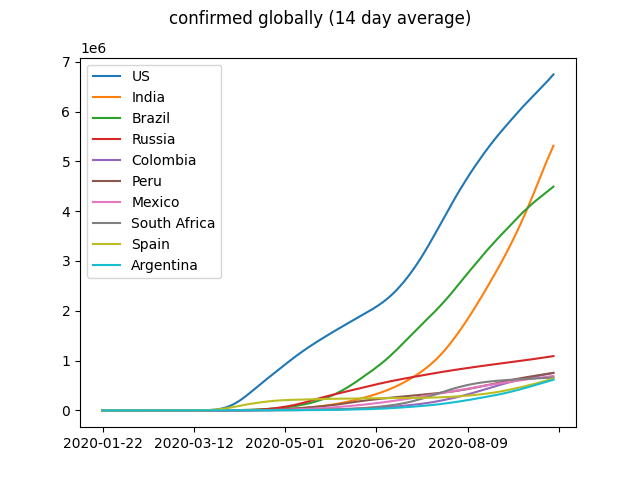 confirmed globally (14 day average)
1e6
7
6
5
4
3
2
1
0
US
India
Brazil
Russia
Colombia
Peru
Mexico
South Africa
Spain
Argentina
2020-01-22 2020-03-12 2020-05-01 2020-06-20 2020-08-09